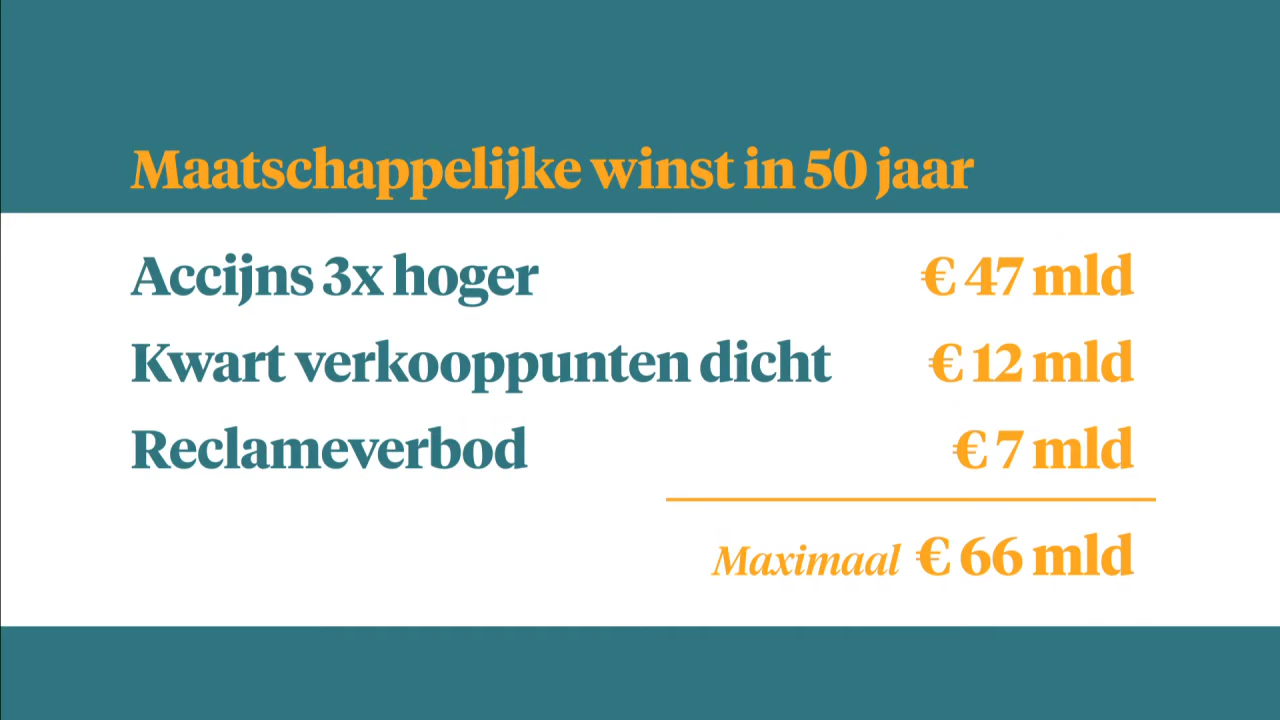 Maatschappelijke winst in 50 jaar
Accijns 3x hoger € 47 mld
Kwart verkooppunten dicht € 12 mld
Reclameverbod € 7 mld
Maximaal € 66 mld